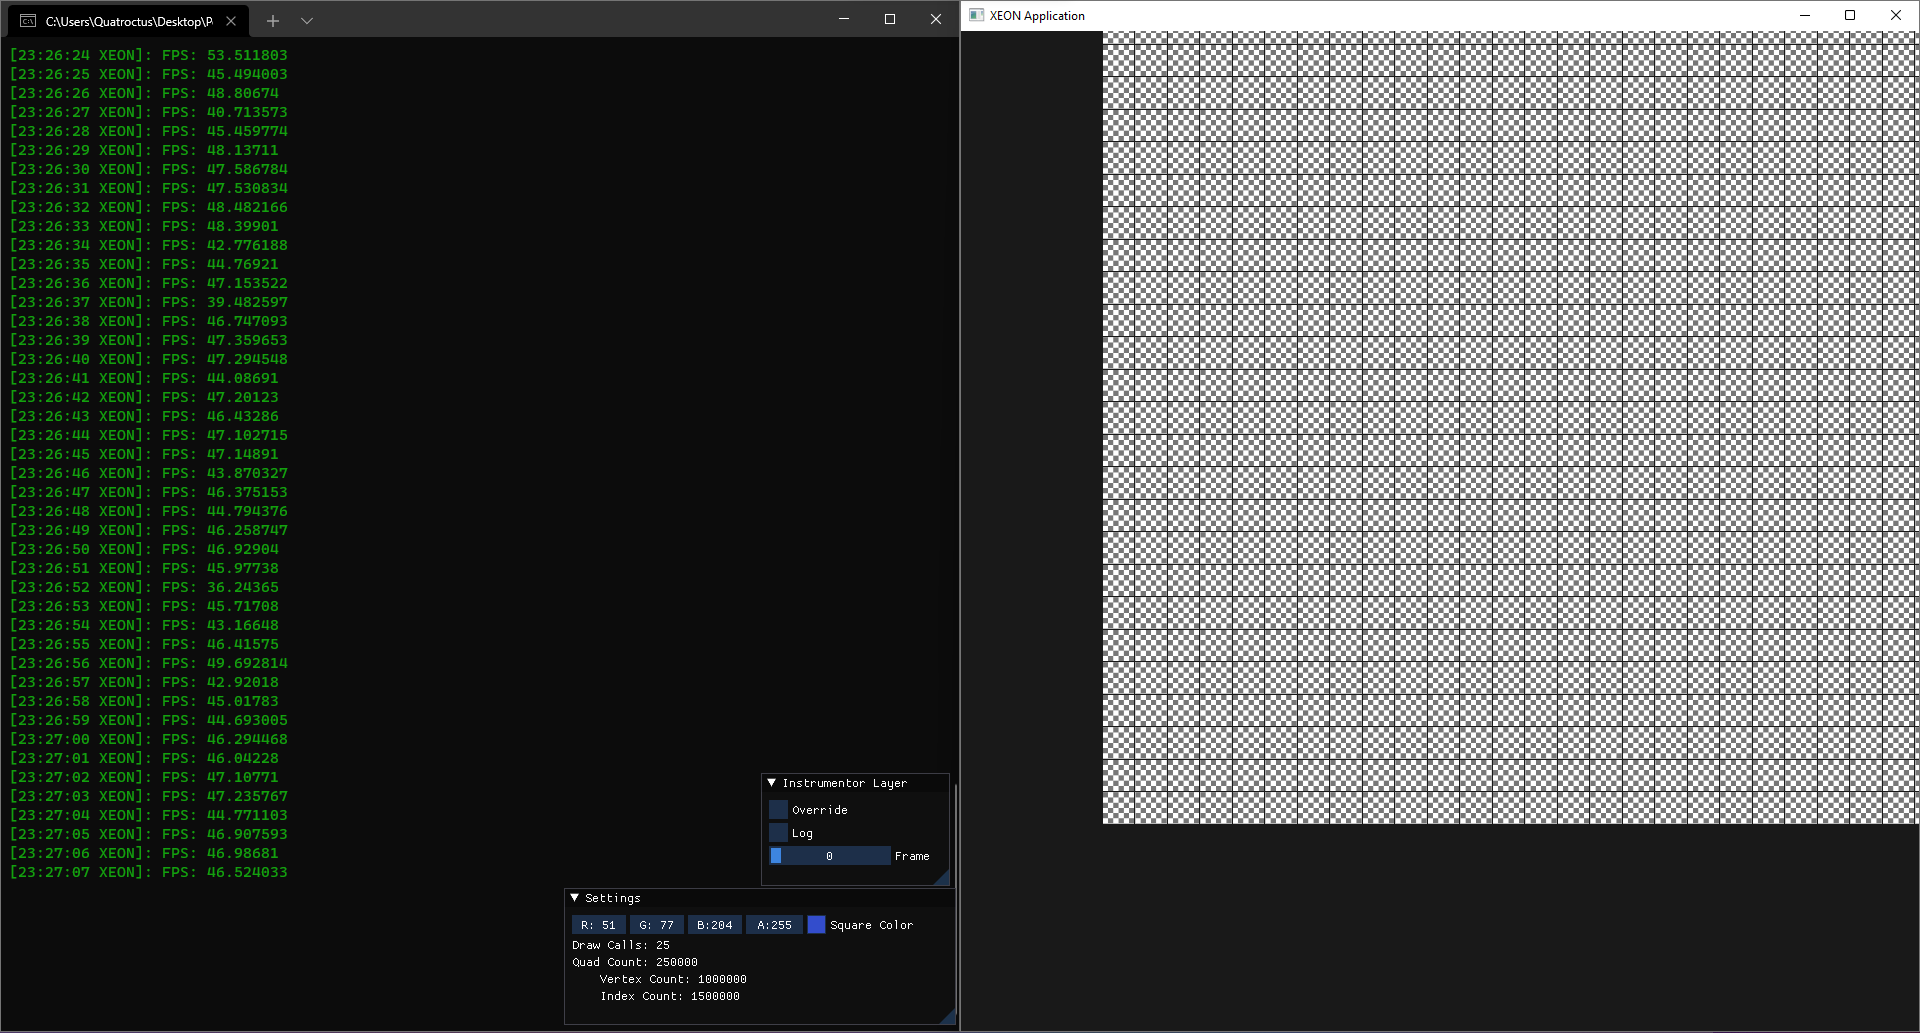 C:\Users\Quatroctus\Desktop\P
[23:26:24 XEON]: FPS: 53.511803
[23:26:25 XEON]: FPS: 45.494003
[23:26:26 XEON]: FPS: 48.80674
[23:26:27 XEON]: FPS: 40.713573
[23:26:28 XEON]: FPS: 45.459774
[23:26:29 XEON]: FPS: 48.13711
[23:26:30 XEON]: FPS: 47.586784
[23:26:31 XEON]: FPS: 47.530834
[23:26:32 XEON]: FPS: 48.482166
[23:26:33 XEON]: FPS: 48.39901
[23:26:34 XEON]: FPS: 42.776188
[23:26:35 XEON]: FPS: 44.76921
[23:26:36 XEON]: FPS: 47.153522
[23:26:37 XEON]: FPS: 39.482597
[23:26:38 XEON]: FPS: 46.747093
[23:26:39 XEON]: FPS: 47.359653
[23:26:40 XEON]: FPS: 47.294548
[23:26:41 XEON]: FPS: 44.08691
[23:26:42 XEON]: FPS: 47.20123
[23:26:43 XEON]: FPS: 46.43286
[23:26:44 XEON]: FPS: 47.102715
[23:26:45 XEON]: FPS: 47.14891
[23:26:46 XEON]: FPS: 43.870327
[23:26:47 XEON]: FPS: 46.375153
[23:26:48 XEON]: FPS: 44.794376
[23:26:49 XEON]: FPS: 46.258747
[23:26:50 XEON]: FPS: 46.92904
[23:26:51 XEON]: FPS: 45.97738
[23:26:52 XEON]: FPS: 36.24365
[23:26:53 XEON]: FPS: 45.71708
[23:26:54 XEON]: FPS: 43.16648
[23:26:55 XEON]: FPS: 46.41575
[23:26:56 XEON]: FPS: 49.692814
[23:26:57 XEON]: FPS: 42.92018
[23:26:58 XEON]: FPS: 45.01783
[23:26:59 XEON]: FPS: 44.693005
[23:27:00 XEON]: FPS: 46.294468
[23:27:01 XEON]: FPS: 46.04228
[23:27:02 XEON]: FPS: 47.10771
[23:27:03 XEON]: FPS: 47.235767
[23:27:04 XEON]: FPS: 44.771103
[23:27:05 XEON]: FPS: 46.907593
[23:27:06 XEON]: FPS: 46.98681
[23:27:07 XEON]: FPS: 46.524033
Instrumentor Layer
Override
Log
0 Frame
Settings
R: 51 G: 77 B:204 A:255 Square Color
Draw Calls: 25
Quad Count: 250000
Vertex Count: 1000000
Index Count: 1500000
XEON Application